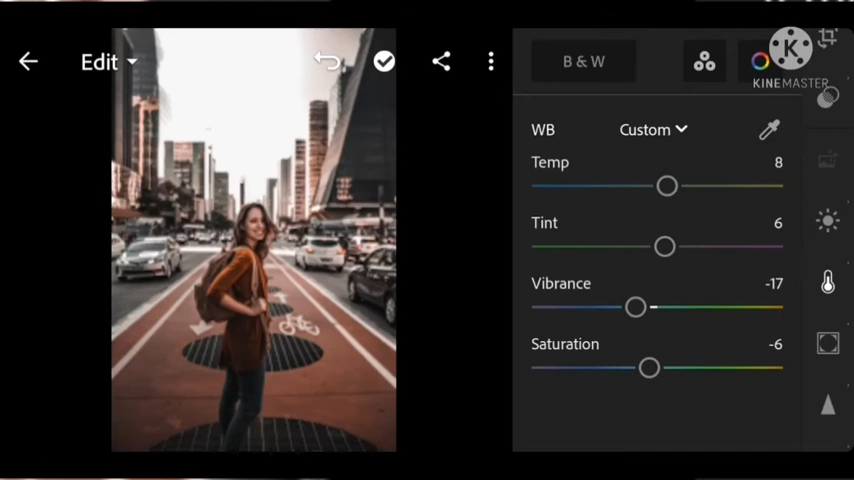 Edit
B & W
K
KINEMASTER
WB
Custom
Temp
8
Tint
6
Vibrance
-17
Saturation
-6